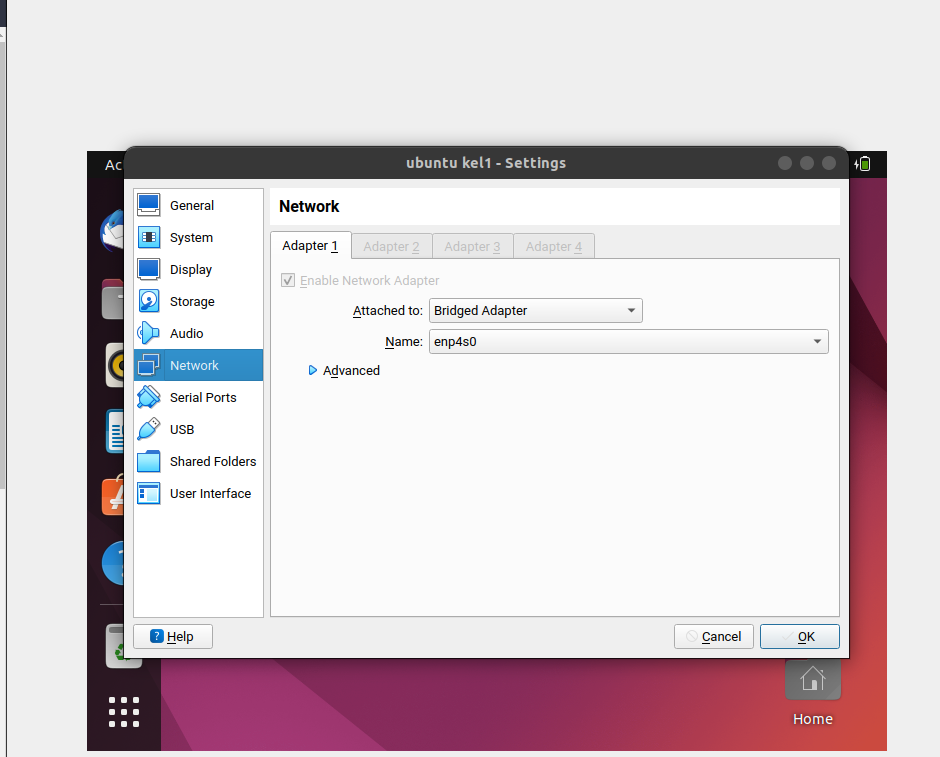 Ac
ubuntu kel1 - Settings
General
System
Display
Storage
Audio
Network
Serial Ports
USB
Shared Folders
User Interface
Network
Adapter 1 Adapter 2 Adapter 3 Adapter 4
Enable Network Adapter
Attached to: Bridged Adapter
Name: enp4s0
Advanced
? Help
Cancel OK
Home